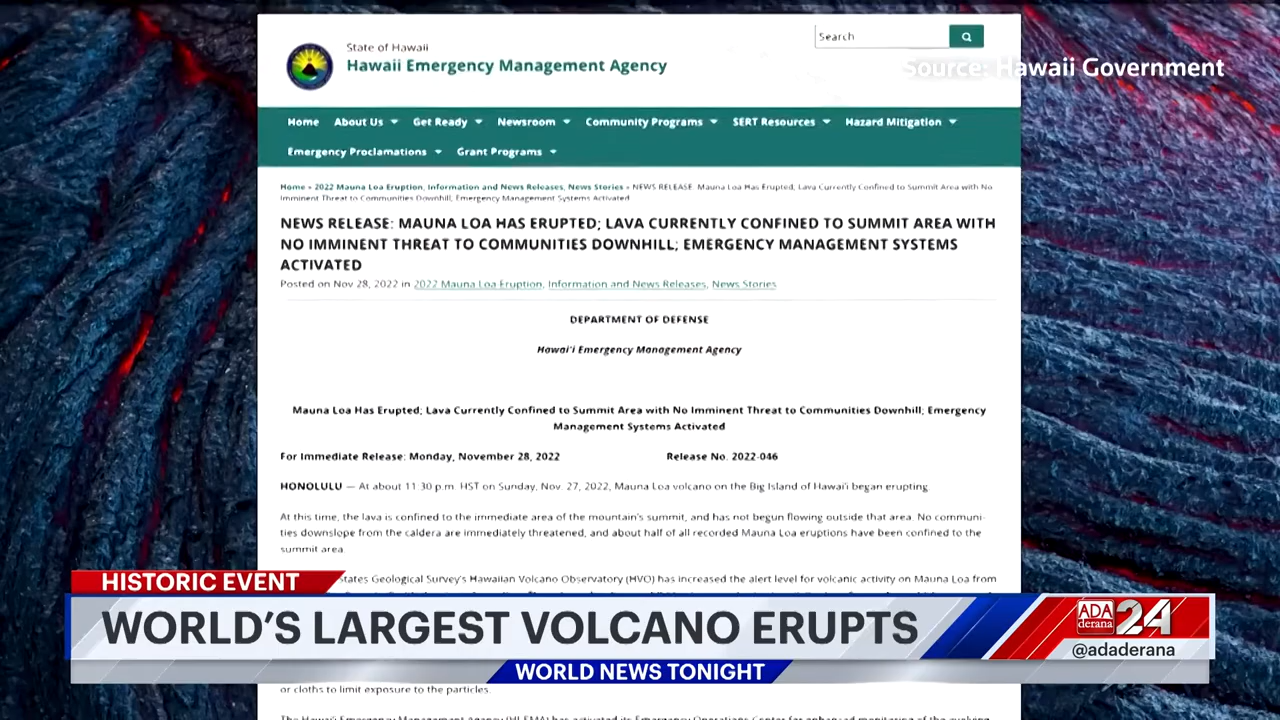 State of Hawaii
Hawaii Emergency Management Agency
Search
Source: Hawaii Government
Home About Us Get Ready Newsroom Community Programs SERT Resources Hazard Mitigation
Emergency Proclamations Grant Programs
Home » 2022 Mauna Loa Eruption, Information and News Releases, News Stories » NEWS RELEASE: Mauna Loa Has Erupted; Lava Currently Confined to Summit Area with No
Imminent Threat to Communities Downhill; Emergency Management Systems Activated
NEWS RELEASE: MAUNA LOA HAS ERUPTED; LAVA CURRENTLY CONFINED TO SUMMIT AREA WITH
NO IMMINENT THREAT TO COMMUNITIES DOWNHILL; EMERGENCY MANAGEMENT SYSTEMS
ACTIVATED
Posted on Nov 28, 2022 in 2022 Mauna Loa Eruption, Information and News Releases, News Stories
DEPARTMENT OF DEFENSE
Hawai'i Emergency Management Agency
Mauna Loa Has Erupted; Lava Currently Confined to Summit Area with No Imminent Threat to Communities Downhill; Emergency
Management Systems Activated
For Immediate Release: Monday, November 28, 2022 Release No. 2022-046
HONOLULU — At about 11:30 p.m. HST on Sunday, Nov. 27, 2022, Mauna Loa volcano on the Big Island of Hawai'i began erupting.
At this time, the lava is confined to the immediate area of the mountain's summit, and has not begun flowing outside that area. No communi-
ties downslope from the caldera are immediately threatened, and about half of all recorded Mauna Loa eruptions have been confined to the
summit area.
States Geological Survey's Hawaiian Volcano Observatory (HVO) has increased the alert level for volcanic activity on Mauna Loa from
HISTORIC EVENT
WORLD'S LARGEST VOLCANO ERUPTS
ADA
derana
24
@adaderana
WORLD NEWS TONIGHT
or cloths to limit exposure to the particles.